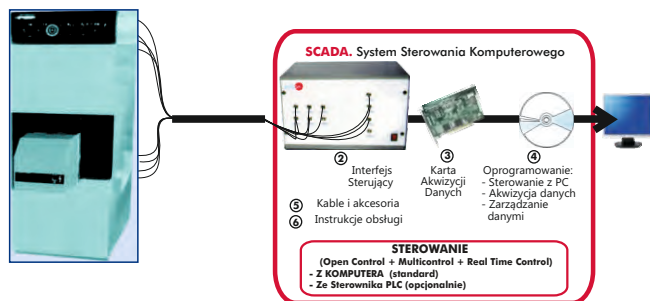 SCADA. System Sterowania Komputerowego
2
Interfejs
Sterujący
3
Karta
Akwizycji
Danych
4
Oprogramowanie:
- Sterowanie z PC
- Akwizycja danych
- Zarządzanie
danymi
5 Kable i akcesoria
6 Instrukcje obsługi
STEROWANIE
(Open Control + Multicontrol + Real Time Control)
- Z KOMPUTERA (standard)
- Ze Sterownika PLC (opcjonalnie)